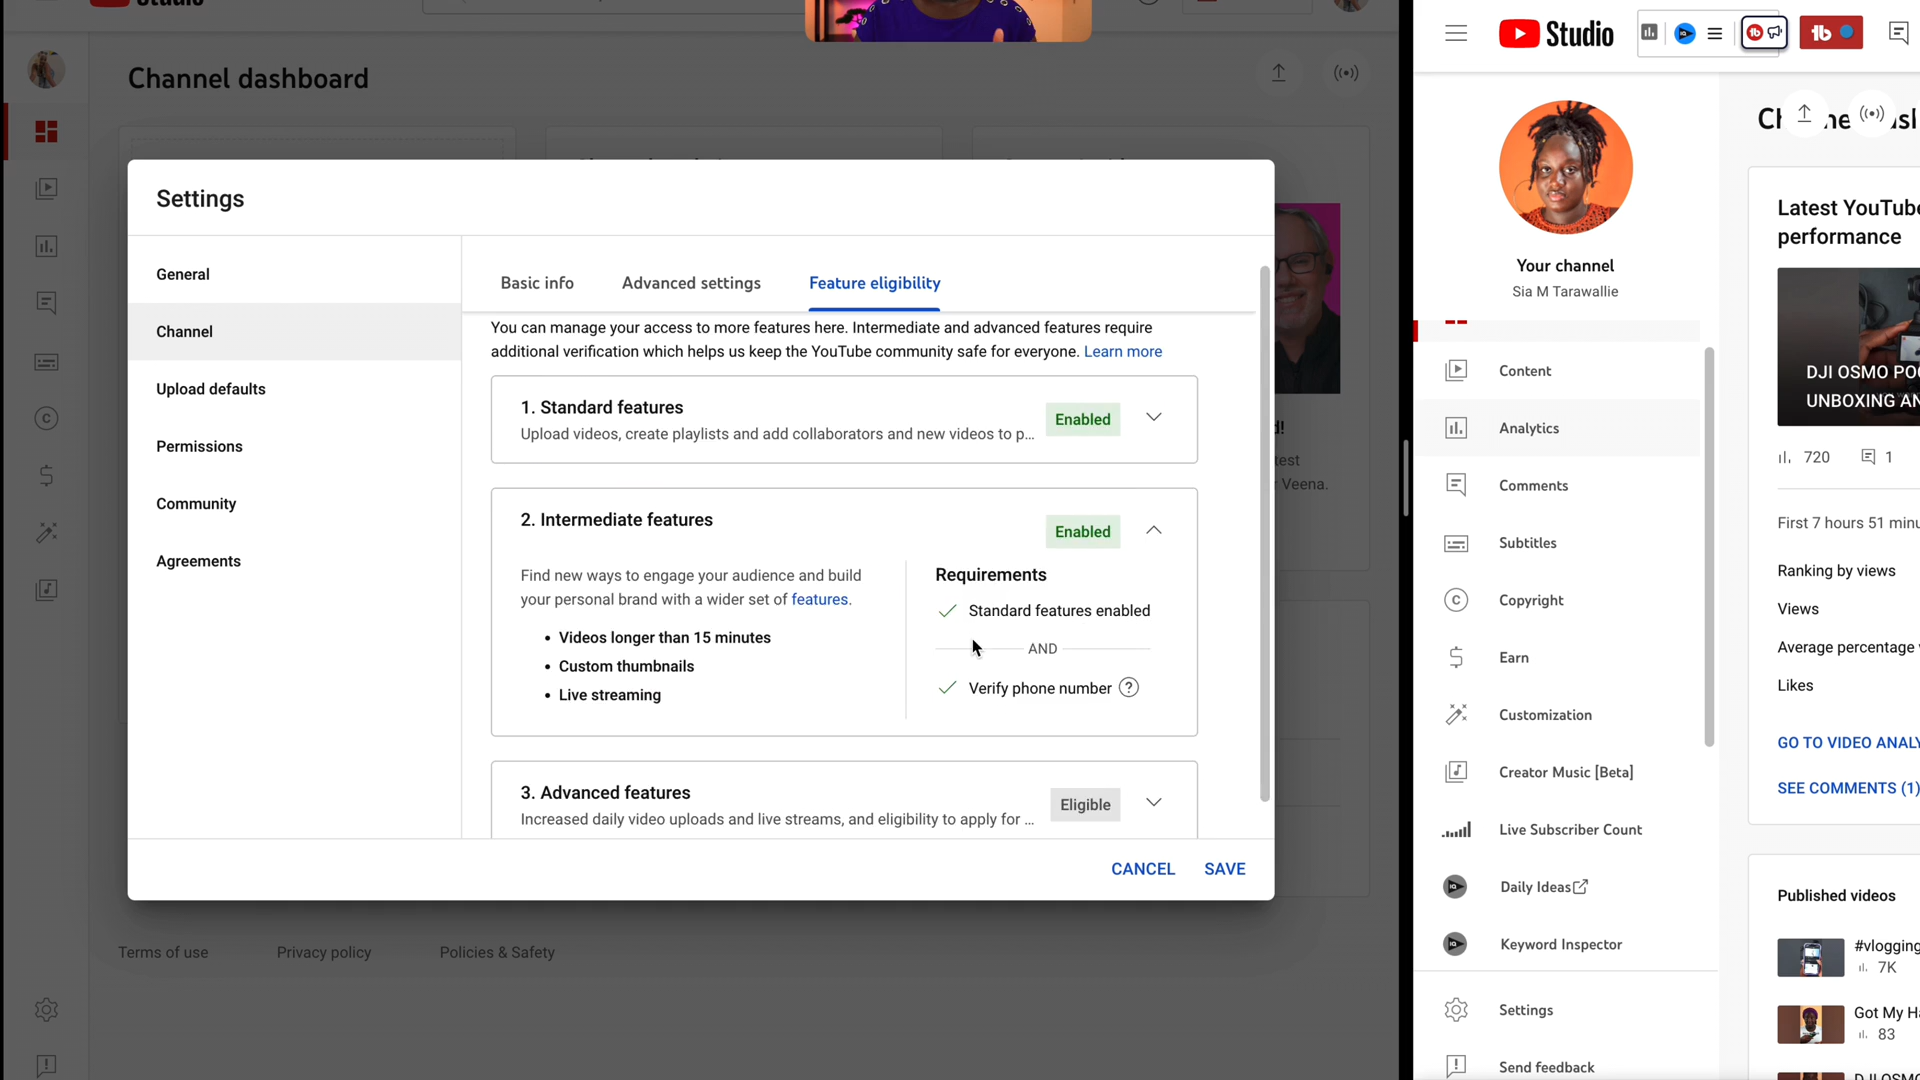 Channel dashboard
Settings
General
Channel
Upload defaults
Permissions
Community
Agreements
Basic info
Advanced settings
Feature eligibility
You can manage your access to more features here. Intermediate and advanced features require
additional verification which helps us keep the YouTube community safe for everyone. Learn more
1. Standard features
Enabled
Upload videos, create playlists and add collaborators and new videos to p...
2. Intermediate features
Enabled
Find new ways to engage your audience and build
your personal brand with a wider set of features.
• Videos longer than 15 minutes
• Custom thumbnails
• Live streaming
Requirements
Standard features enabled
AND
Verify phone number
3. Advanced features
Eligible
Increased daily video uploads and live streams, and eligibility to apply for ...
CANCEL
SAVE
Veena.
Terms of use
Privacy policy
Policies & Safety
Studio
Your channel
Sia M Tarawallie
Content
Analytics
Comments
Subtitles
Copyright
Earn
Customization
Creator Music [Beta]
Live Subscriber Count
Daily Ideas
Keyword Inspector
Settings
Send feedback
Latest YouTube
performance
DJI OSMO PO
UNBOXING AN
720
1
First 7 hours 51 minu
Ranking by views
Views
Average percentage
Likes
GO TO VIDEO ANALY
SEE COMMENTS (1)
Published videos
#vlogging
7K
Got My Ha
83